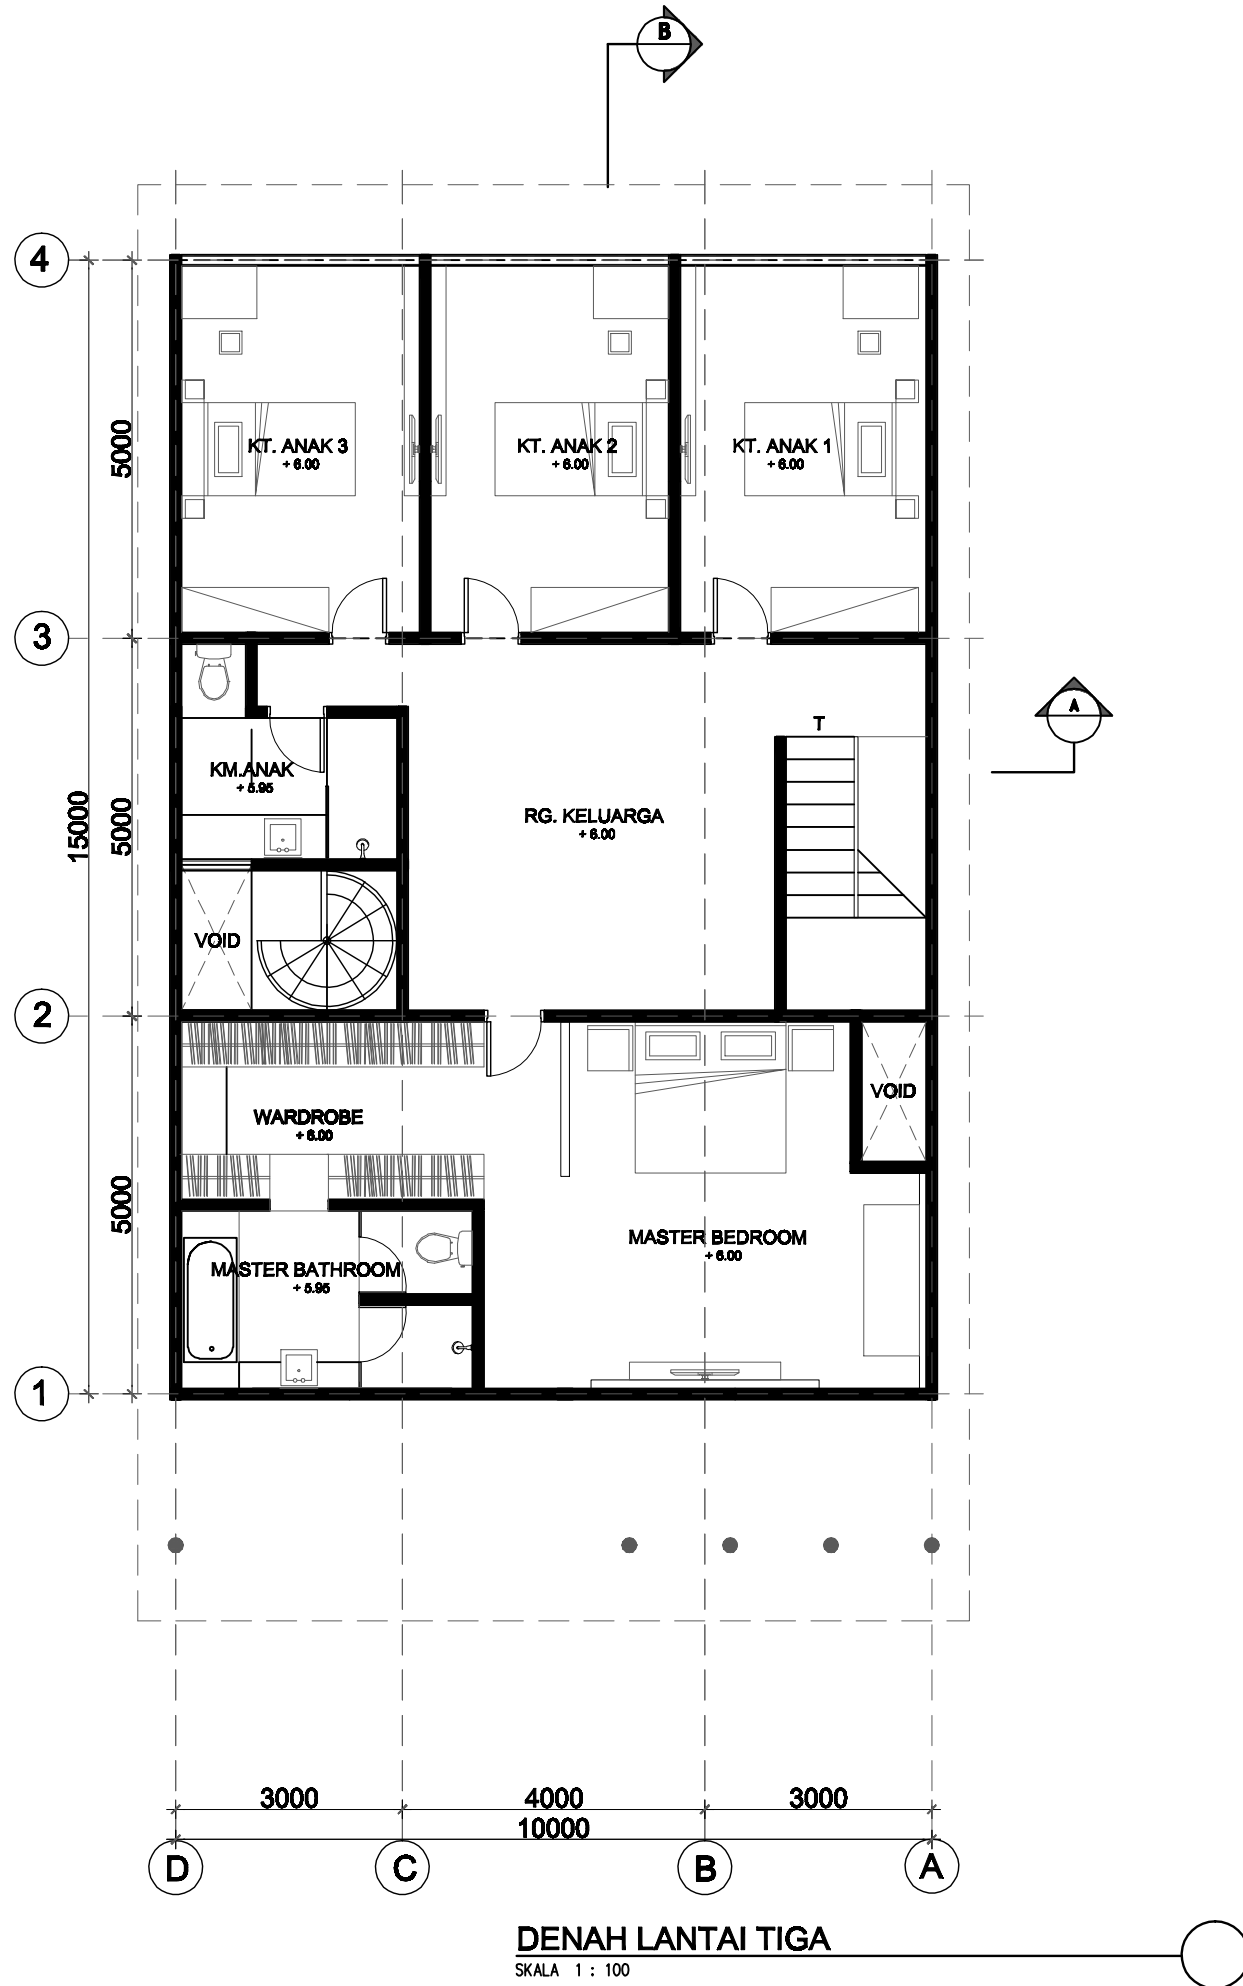 B
4
KT. ANAK 3
+ 6.00
KT. ANAK 2
+ 6.00
KT. ANAK 1
+ 6.00
5000
3
A
T
KM.ANAK
+ 5.95
RG. KELUARGA
+ 6.00
15000
5000
VOID
2
WARDROBE
+ 6.00
VOID
5000
MASTER BEDROOM
+ 6.00
MASTER BATHROOM
+ 5.95
1
3000
4000
3000
10000
D
C
B
A
DENAH LANTAI TIGA
SKALA 1 : 100